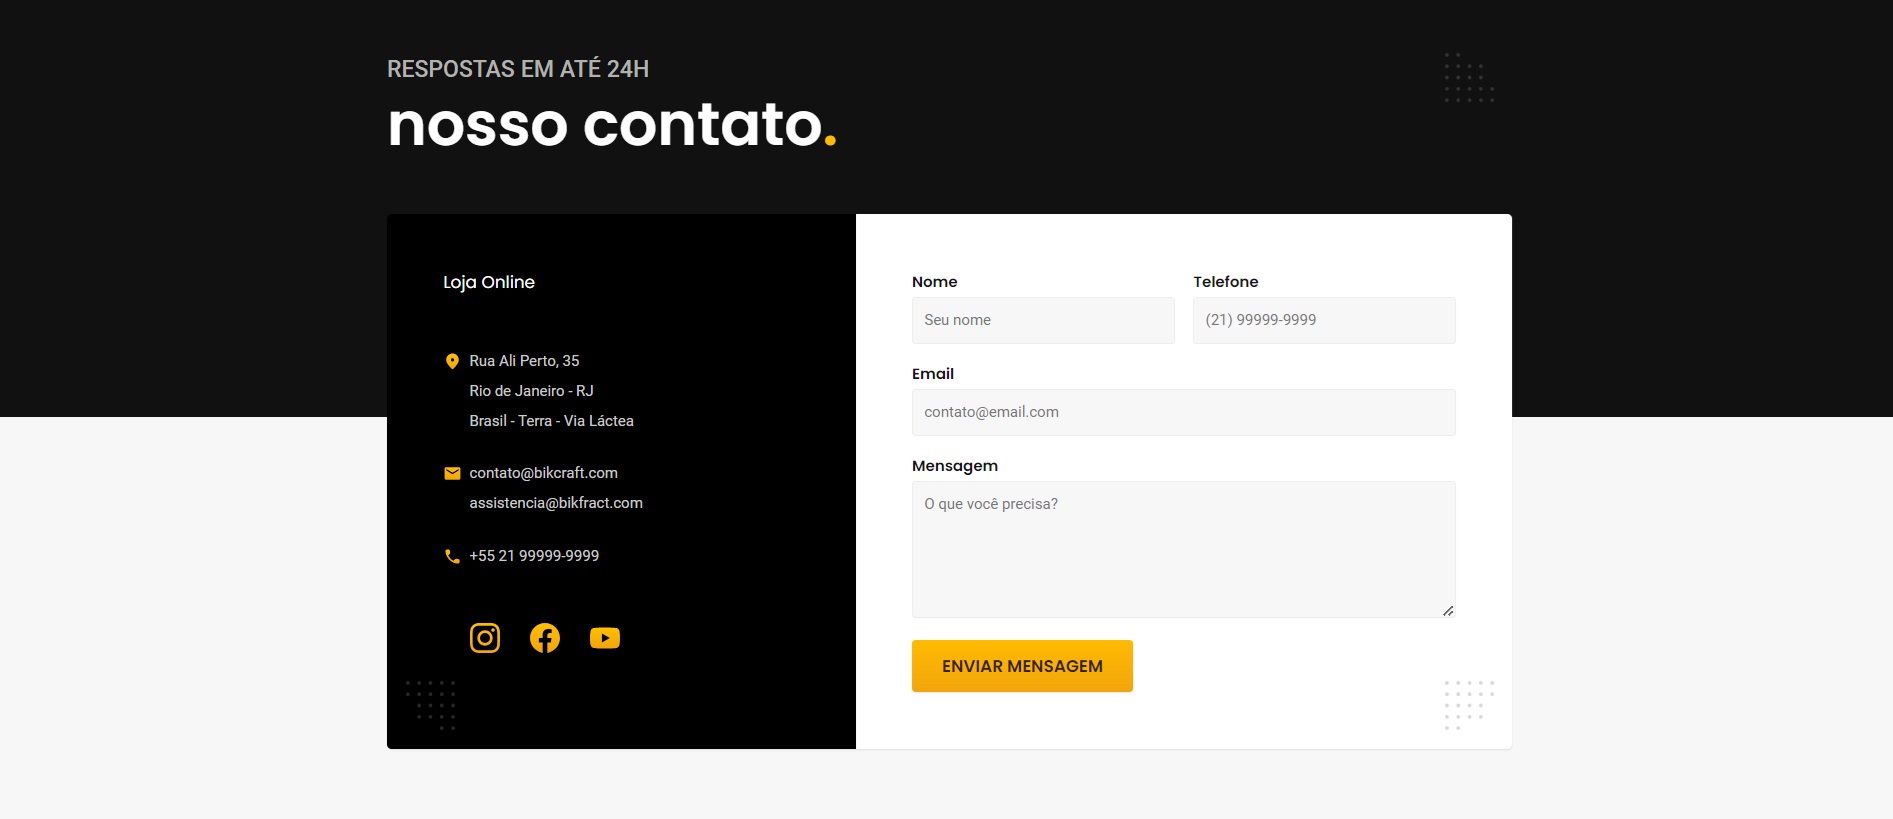 RESPOSTAS EM ATÉ 24H
nosso contato.
Loja Online
Rua Ali Perto, 35
Rio de Janeiro - RJ
Brasil - Terra - Via Láctea
contato@bikcraft.com
assistencia@bikfract.com
+55 21 99999-9999
Nome
Seu nome
Telefone
(21) 99999-9999
Email
contato@email.com
Mensagem
O que você precisa?
ENVIAR MENSAGEM